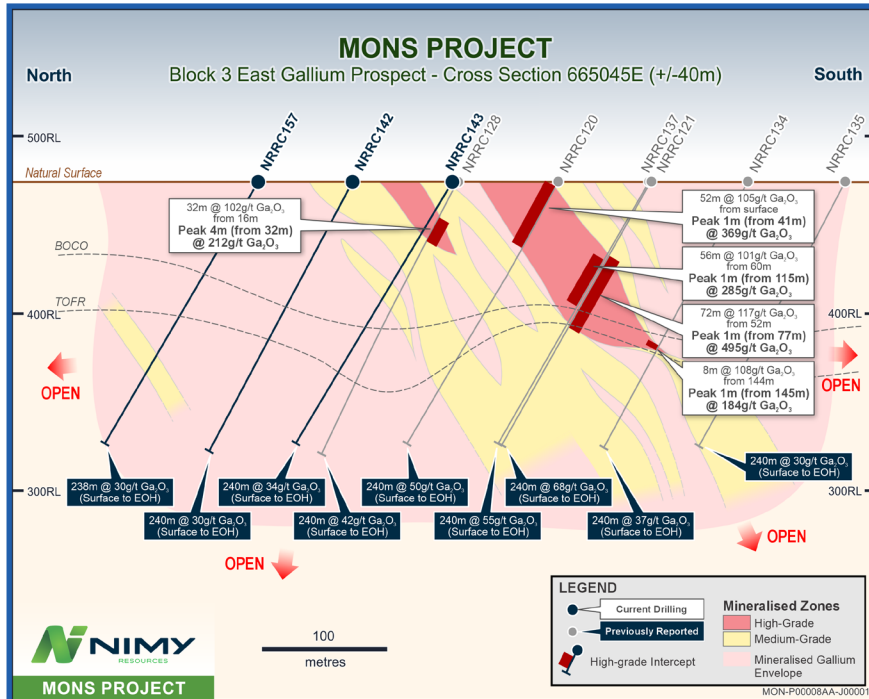 MONS PROJECT
Block 3 East Gallium Prospect - Cross Section 665045E (+/-40m)
North
South
NRRC157
NRRC142
NRRC143
NRRC128
NRRC120
NRRC137
NRRC121
NRRC134
NRRC135
500RL
Natural Surface
32m @ 102g/t Ga₂O₃
from 16m
Peak 4m (from 32m)
@ 212g/t Ga₂O₃
52m @ 105g/t Ga₂O₃
from surface
Peak 1m (from 41m)
@ 369g/t Ga₂O₃
56m @ 101g/t Ga₂O₃
from 60m
Peak 1m (from 115m)
@ 285g/t Ga₂O₃
72m @ 117g/t Ga₂O₃
from 52m
Peak 1m (from 77m)
@ 495g/t Ga₂O₃
8m @ 108g/t Ga₂O₃
from 144m
Peak 1m (from 145m)
@ 184g/t Ga₂O₃
BOCO
TOFR
400RL
400RL
OPEN
OPEN
240m @ 30g/t Ga₂O₃
(Surface to EOH)
238m @ 30g/t Ga₂O₃
(Surface to EOH)
240m @ 34g/t Ga₂O₃
(Surface to EOH)
240m @ 50g/t Ga₂O₃
(Surface to EOH)
240m @ 68g/t Ga₂O₃
(Surface to EOH)
300RL
300RL
240m @ 30g/t Ga₂O₃
(Surface to EOH)
240m @ 42g/t Ga₂O₃
(Surface to EOH)
240m @ 55g/t Ga₂O₃
(Surface to EOH)
240m @ 37g/t Ga₂O₃
(Surface to EOH)
OPEN
OPEN
LEGEND
Current Drilling
Previously Reported
High-grade Intercept
Mineralised Zones
High-Grade
Medium-Grade
Mineralised Gallium
Envelope
NIMY
RESOURCES
MONS PROJECT
100
metres
MON-P00008AA-J00001